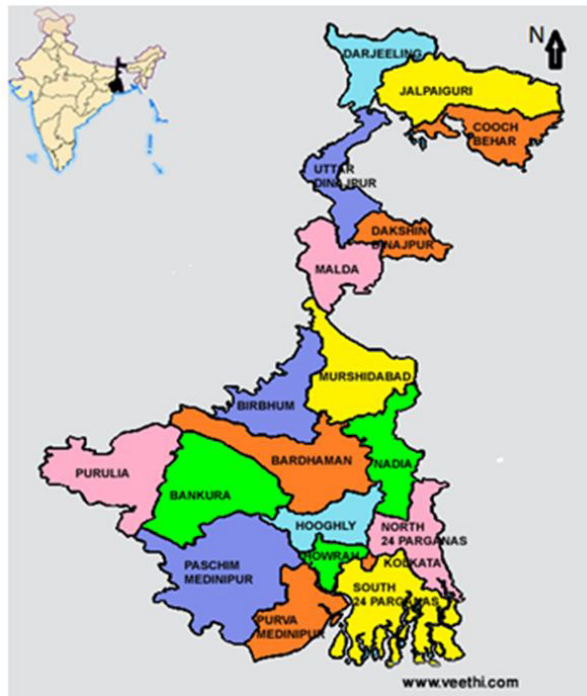 N
DARJEELING
JALPAIGURI
COOCH
BEHAR
UTTAR
DINAJPUR
DAKSHIN
DINAJPUR
MALDA
MURSHIDABAD
BIRBHUM
BARDHAMAN
NADIA
PURULIA
BANKURA
HOOGHLY
NORTH
24 PARGANAS
HOWRAH
KOLKATA
PASCHIM
MEDINIPUR
SOUTH
24 PARGANAS
PURVA
MEDINIPUR
www.veethi.com